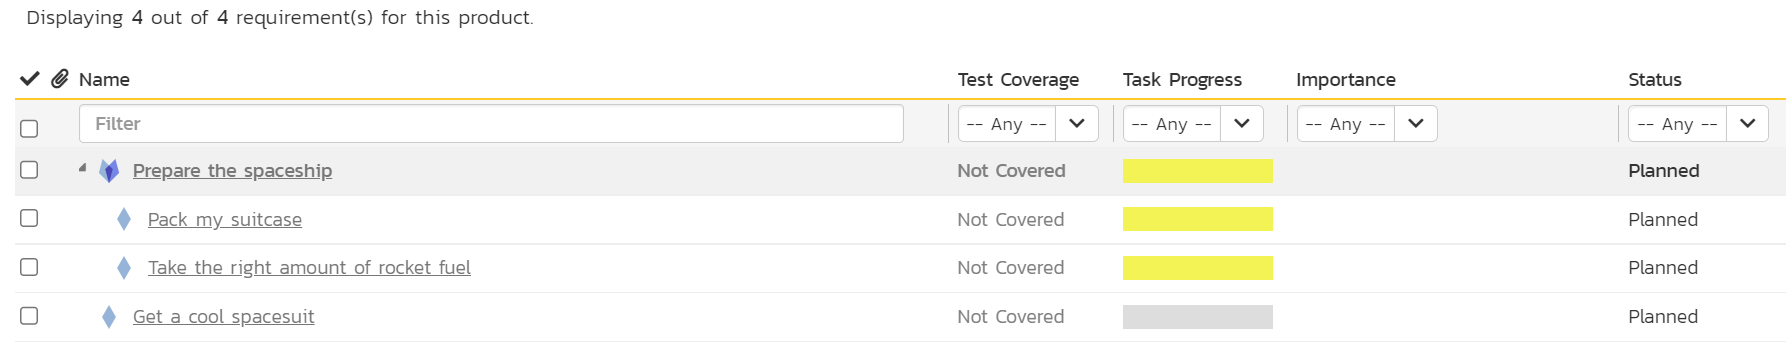 Displaying 4 out of 4 requirement(s) for this product.
Name Test Coverage Task Progress Importance Status
Filter -- Any -- -- Any -- -- Any -- -- Any --
Prepare the spaceship Not Covered Planned
Pack my suitcase Not Covered Planned
Take the right amount of rocket fuel Not Covered Planned
Get a cool spacesuit Not Covered Planned